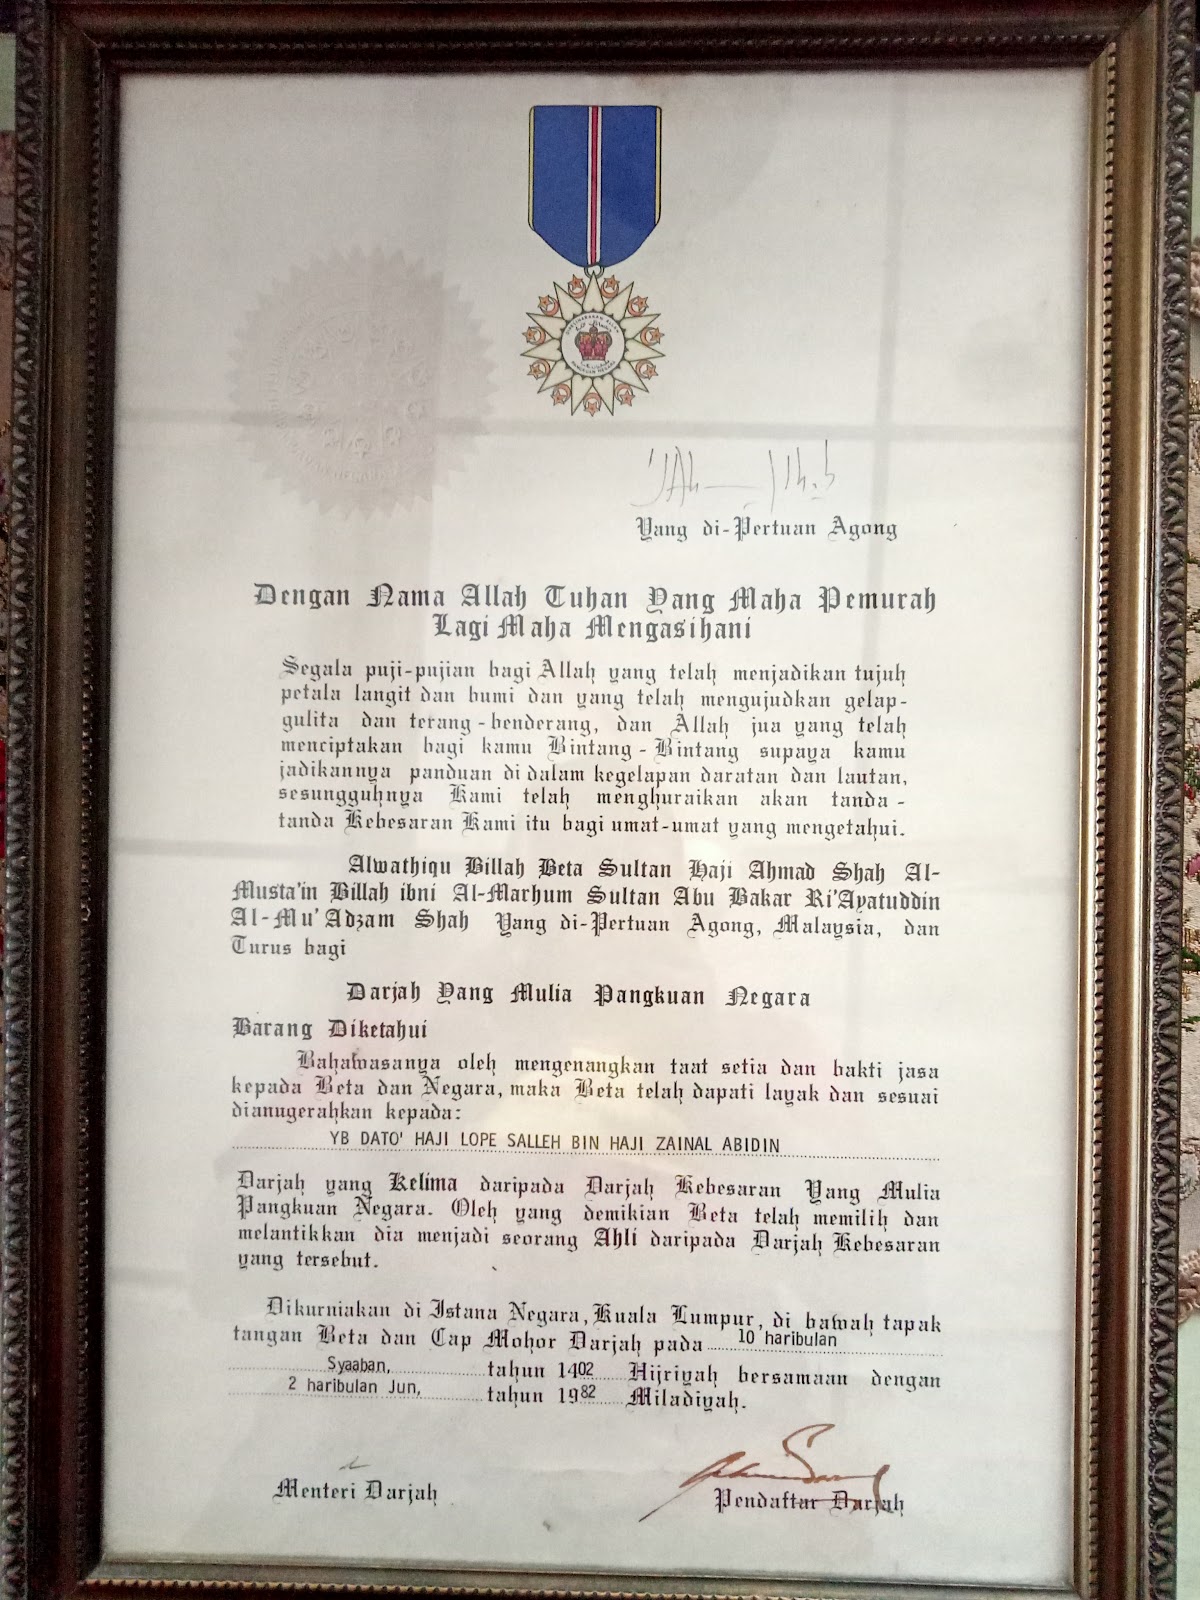 Yang di-Pertuan Agong
Dengan Nama Allah Tuhan Yang Maha Pemurah
Lagi Maha Mengasihani
Segala puji-pujian bagi Allah yang telah menjadikan tujuh
petala langit dan bumi dan yang telah mengujudkan gelap-
gulita dan terang-benderang, dan Allah jua yang telah
menciptakan bagi kamu Bintang-Bintang supaya kamu
jadikannya panduan di dalam kegelapan daratan dan lautan,
sesungguhnya Kami telah menghuraikan akan tanda-
tanda Kebesaran Kami itu bagi umat-umat yang mengetahui.
Alwathiqu Billah Beta Sultan Haji Ahmad Shah Al-
Musta'in Billah ibni Al-Marhum Sultan Abu Bakar Ri'Ayatuddin
Al-Mu'Adzam Shah Yang di-Pertuan Agong, Malaysia, dan
Turus bagi
Darjah Yang Mulia Pangkuan Negara
Barang Diketahui
Bahawasanya oleh mengenangkan taat setia dan bakti jasa
kepada Beta dan Negara, maka Beta telah dapati layak dan sesuai
dianugerahkan kepada:
YB DATO' HAJI LOPE SALLEH BIN HAJI ZAINAL ABIDIN
Darjah yang Kelima daripada Darjah Kebesaran Yang Mulia
Pangkuan Negara. Oleh yang demikian Beta telah memilih dan
melantikkan dia menjadi seorang Ahli daripada Darjah Kebesaran
yang tersebut.
Dikurniakan di Istana Negara, Kuala Lumpur, di bawah tapak
tangan Beta dan Cap Mohor Darjah pada 10 haribulan
Syaaban, tahun 1402 Hijriyah bersamaan dengan
2 haribulan Jun, tahun 1982 Miladiyah.
Menteri Darjah
Pendaftar Darjah